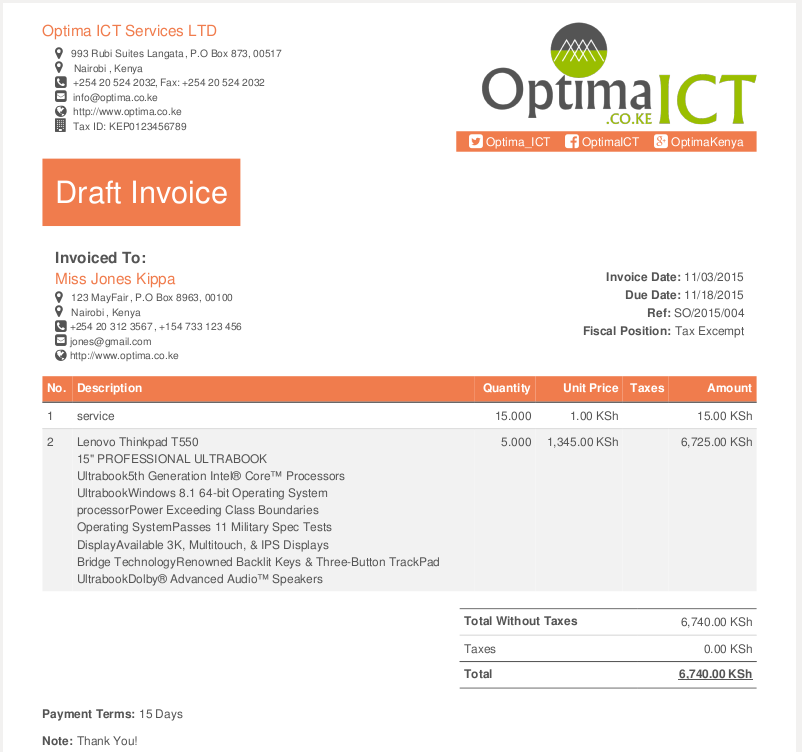 Optima ICT Services LTD
993 Rubi Suites Langata, P.O Box 873, 00517
Nairobi , Kenya
+254 20 524 2032, Fax: +254 20 524 2032
info@optima.co.ke
http://www.optima.co.ke
Tax ID: KEP0123456789
Optima ICT
.CO.KE
Optima_ICT OptimaICT OptimaKenya
Draft Invoice
Invoiced To:
Miss Jones Kippa
123 MayFair, P.O Box 8963, 00100
Nairobi , Kenya
+254 20 312 3567, +154 733 123 456
jones@gmail.com
http://www.optima.co.ke
Invoice Date: 11/03/2015
Due Date: 11/18/2015
Ref: SO/2015/004
Fiscal Position: Tax Excempt
No. Description Quantity Unit Price Taxes Amount
1 service 15.000 1.00 KSh 15.00 KSh
2 Lenovo Thinkpad T550 5.000 1,345.00 KSh 6,725.00 KSh
15" PROFESSIONAL ULTRABOOK
Ultrabook5th Generation Intel® Core™ Processors
UltrabookWindows 8.1 64-bit Operating System
processorPower Exceeding Class Boundaries
Operating SystemPasses 11 Military Spec Tests
DisplayAvailable 3K, Multitouch, & IPS Displays
Bridge TechnologyRenowned Backlit Keys & Three-Button TrackPad
UltrabookDolby® Advanced Audio™ Speakers
Total Without Taxes 6,740.00 KSh
Taxes 0.00 KSh
Total 6,740.00 KSh
Payment Terms: 15 Days
Note: Thank You!